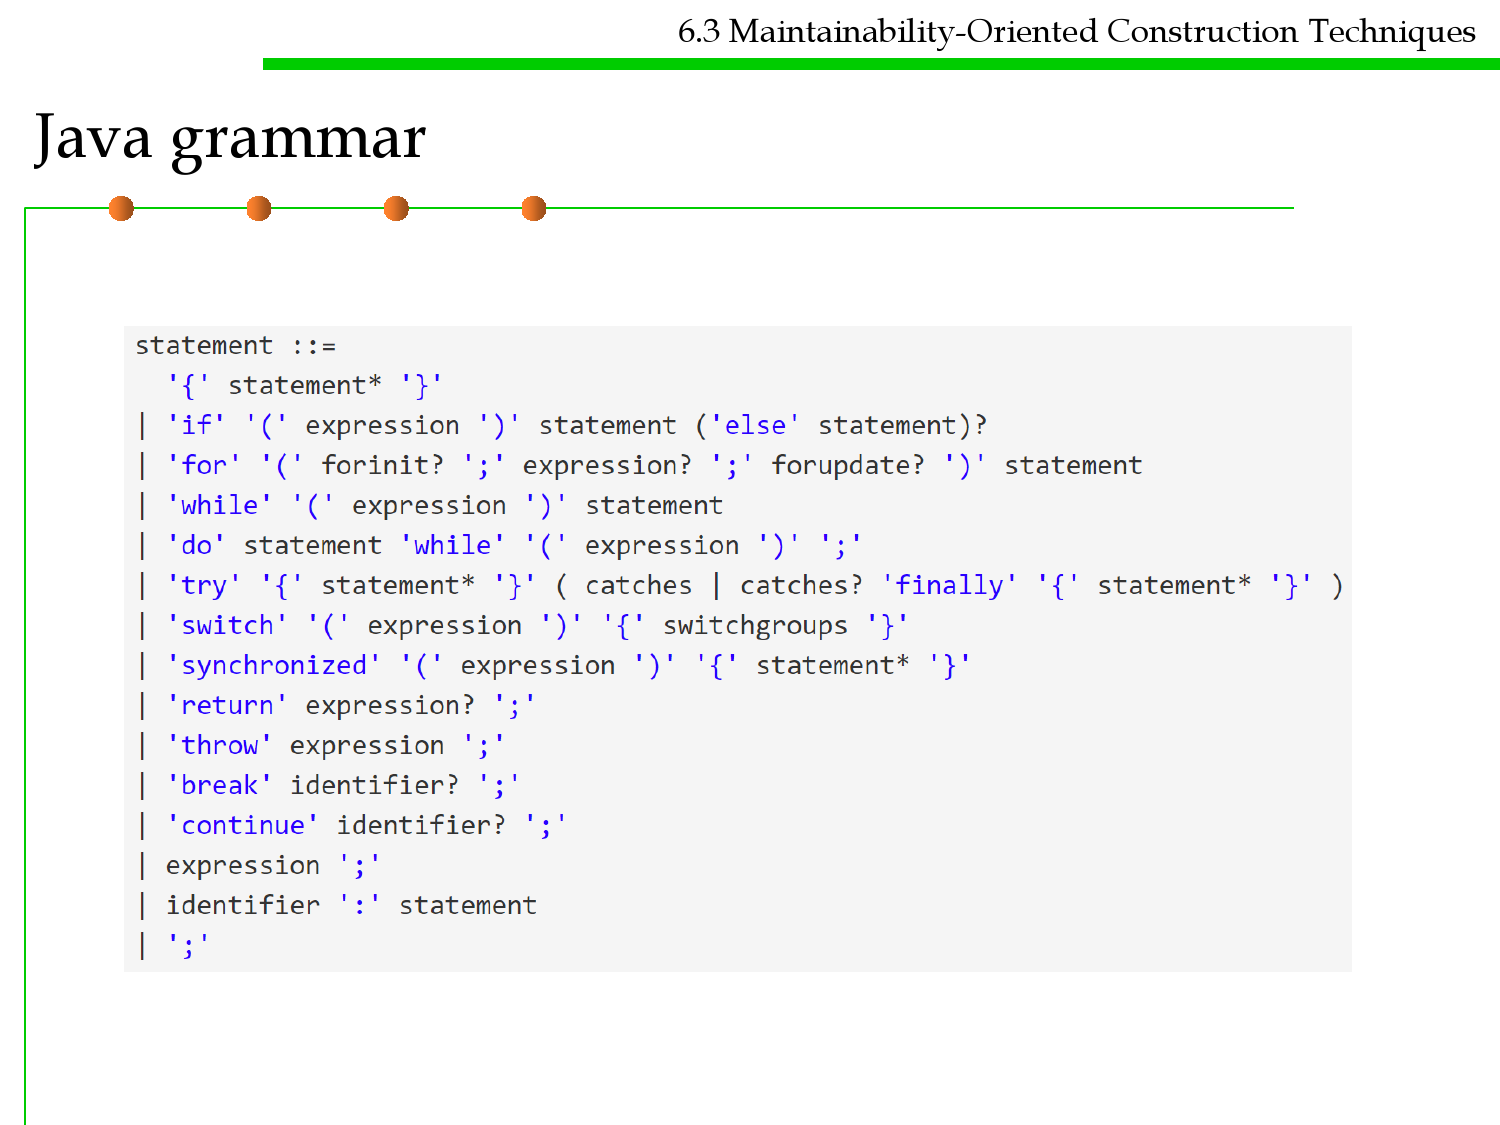 6.3 Maintainability-Oriented Construction Techniques
Java grammar
statement ::=
'{' statement* '}'
| 'if' '(' expression ')' statement ('else' statement)?
| 'for' '(' forinit? ';' expression? ';' forupdate? ')' statement
| 'while' '(' expression ')' statement
| 'do' statement 'while' '(' expression ')' ';'
| 'try' '{' statement* '}' ( catches | catches? 'finally' '{' statement* '}' )
| 'switch' '(' expression ')' '{' switchgroups '}'
| 'synchronized' '(' expression ')' '{' statement* '}'
| 'return' expression? ';'
| 'throw' expression ';'
| 'break' identifier? ';'
| 'continue' identifier? ';'
| expression ';'
| identifier ':' statement
| ';'